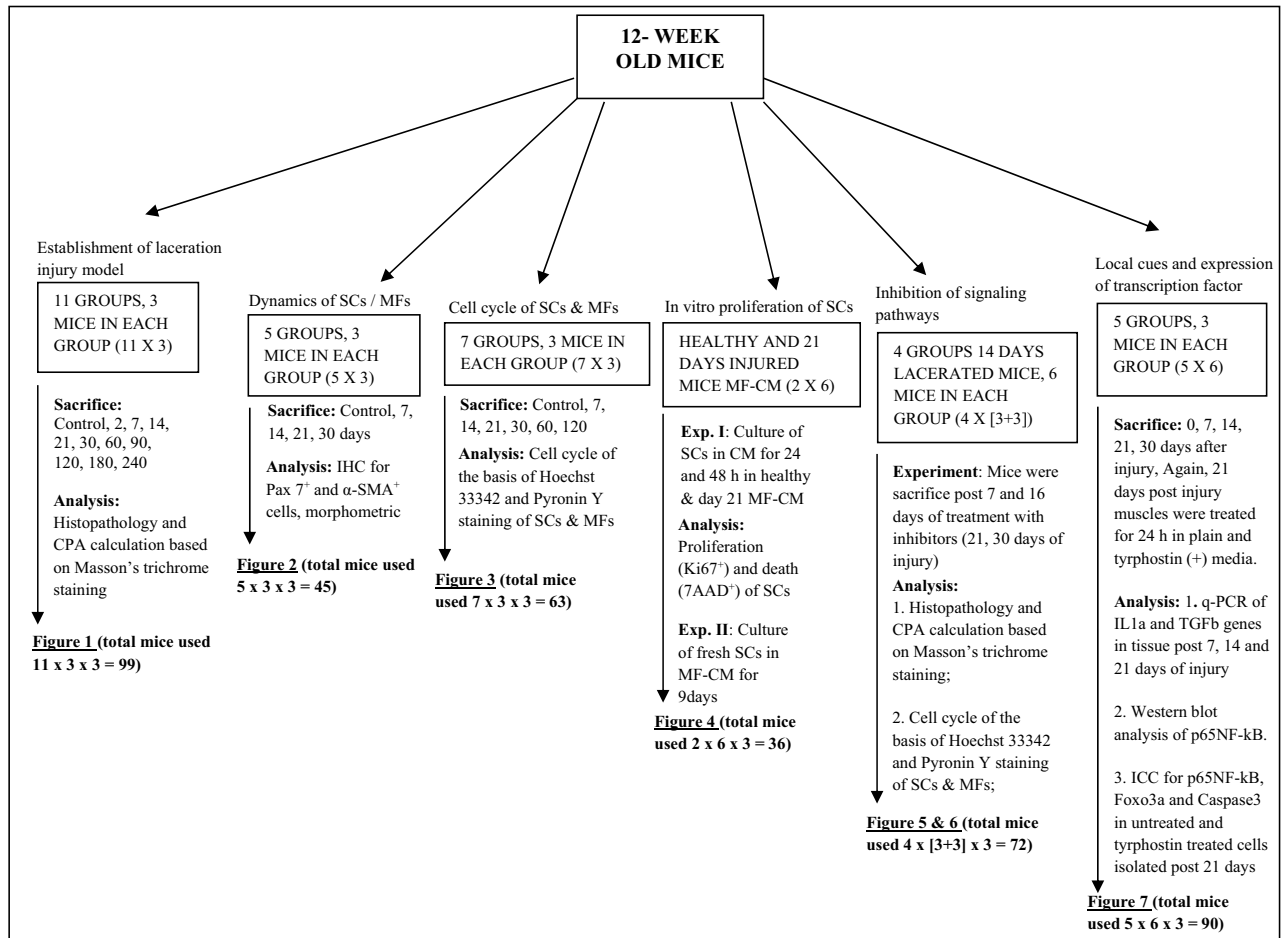 12- WEEK
OLD MICE
Establishment of laceration
injury model
11 GROUPS, 3
MICE IN EACH
GROUP (11 X 3)
Sacrifice:
Control, 2, 7, 14,
21, 30, 60, 90,
120, 180, 240
Analysis:
Histopathology and
CPA calculation based
on Masson's trichrome
staining
Figure 1 (total mice used
11 x 3 x 3 = 99)
Dynamics of SCs / MFs
5 GROUPS, 3
MICE IN EACH
GROUP (5 X 3)
Sacrifice: Control, 7,
14, 21, 30 days
Analysis: IHC for
Pax 7⁺ and α-SMA⁺
cells, morphometric
Figure 2 (total mice used
5 x 3 x 3 = 45)
Cell cycle of SCs & MFs
7 GROUPS, 3 MICE IN
EACH GROUP (7 X 3)
Sacrifice: Control, 7,
14, 21, 30, 60, 120
Analysis: Cell cycle of
the basis of Hoechst
33342 and Pyronin Y
staining of SCs & MFs
Figure 3 (total mice
used 7 x 3 x 3 = 63)
In vitro proliferation of SCs
HEALTHY AND 21
DAYS INJURED
MICE MF-CM (2 X 6)
Exp. I: Culture of
SCs in CM for 24
and 48 h in healthy
& day 21 MF-CM
Analysis:
Proliferation
(Ki67⁺) and death
(7AAD⁺) of SCs
Exp. II: Culture
of fresh SCs in
MF-CM for
9days
Figure 4 (total mice
used 2 x 6 x 3 = 36)
Inhibition of signaling
pathways
4 GROUPS 14 DAYS
LACERATED MICE, 6
MICE IN EACH
GROUP (4 X [3+3])
Experiment: Mice were
sacrifice post 7 and 16
days of treatment with
inhibitors (21, 30 days of
injury)
Analysis:
1. Histopathology and
CPA calculation based
on Masson's trichrome
staining;
2. Cell cycle of the
basis of Hoechst 33342
and Pyronin Y staining
of SCs & MFs;
Figure 5 & 6 (total mice
used 4 x [3+3] x 3 = 72)
Local cues and expression
of transcription factor
5 GROUPS, 3
MICE IN EACH
GROUP (5 X 6)
Sacrifice: 0, 7, 14,
21, 30 days after
injury, Again, 21
days post injury
muscles were treated
for 24 h in plain and
tyrphostin (+) media.
Analysis: 1. q-PCR of
IL1a and TGFb genes
in tissue post 7, 14 and
21 days of injury
2. Western blot
analysis of p65NF-kB.
3. ICC for p65NF-kB,
Foxo3a and Caspase3
in untreated and
tyrphostin treated cells
isolated post 21 days
Figure 7 (total mice
used 5 x 6 x 3 = 90)